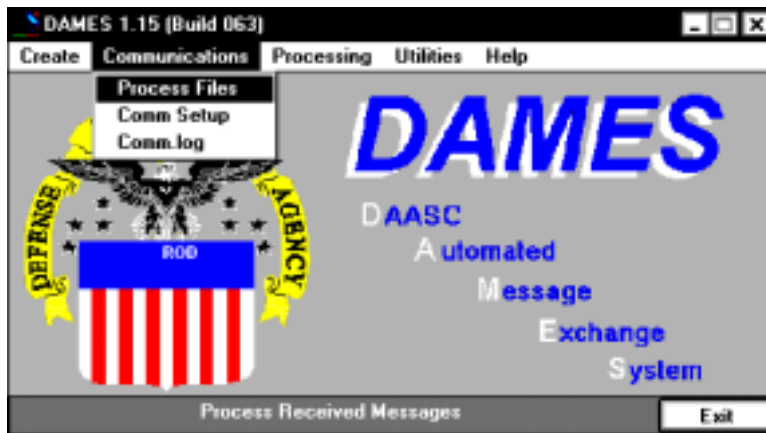 DAMES 1.15 (Build 063)
Create Communications Processing Utilities Help
Process Files
Comm Setup
Comm.log
DAMES
DEFENSE
AGENCY
ROD
DAASC
Automated
Message
Exchange
System
Process Received Messages
Exit